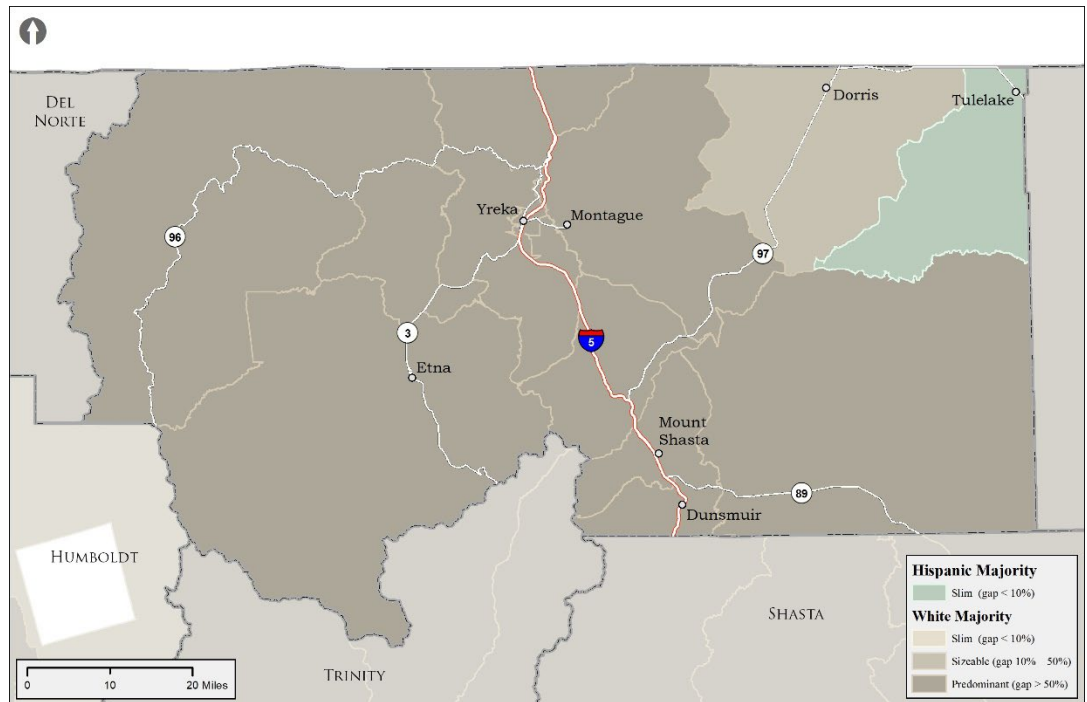 DEL
NORTE
Dorris
Tulelake
Yreka
Montague
96
97
3
5
Etna
Mount
Shasta
89
Dunsmuir
HUMBOLDT
SHASTA
TRINITY
0 10 20 Miles
Hispanic Majority
Slim (gap < 10%)
White Majority
Slim (gap < 10%)
Sizeable (gap 10% 50%)
Predominant (gap > 50%)